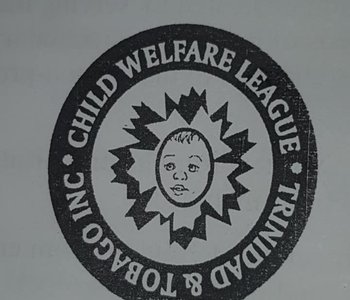 CHILD WELFARE LEAGUE • TRINIDAD & TOBAGO INC •